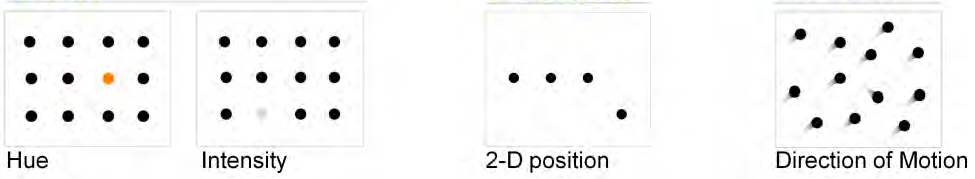 Hue
Intensity
2-D position
Direction of Motion